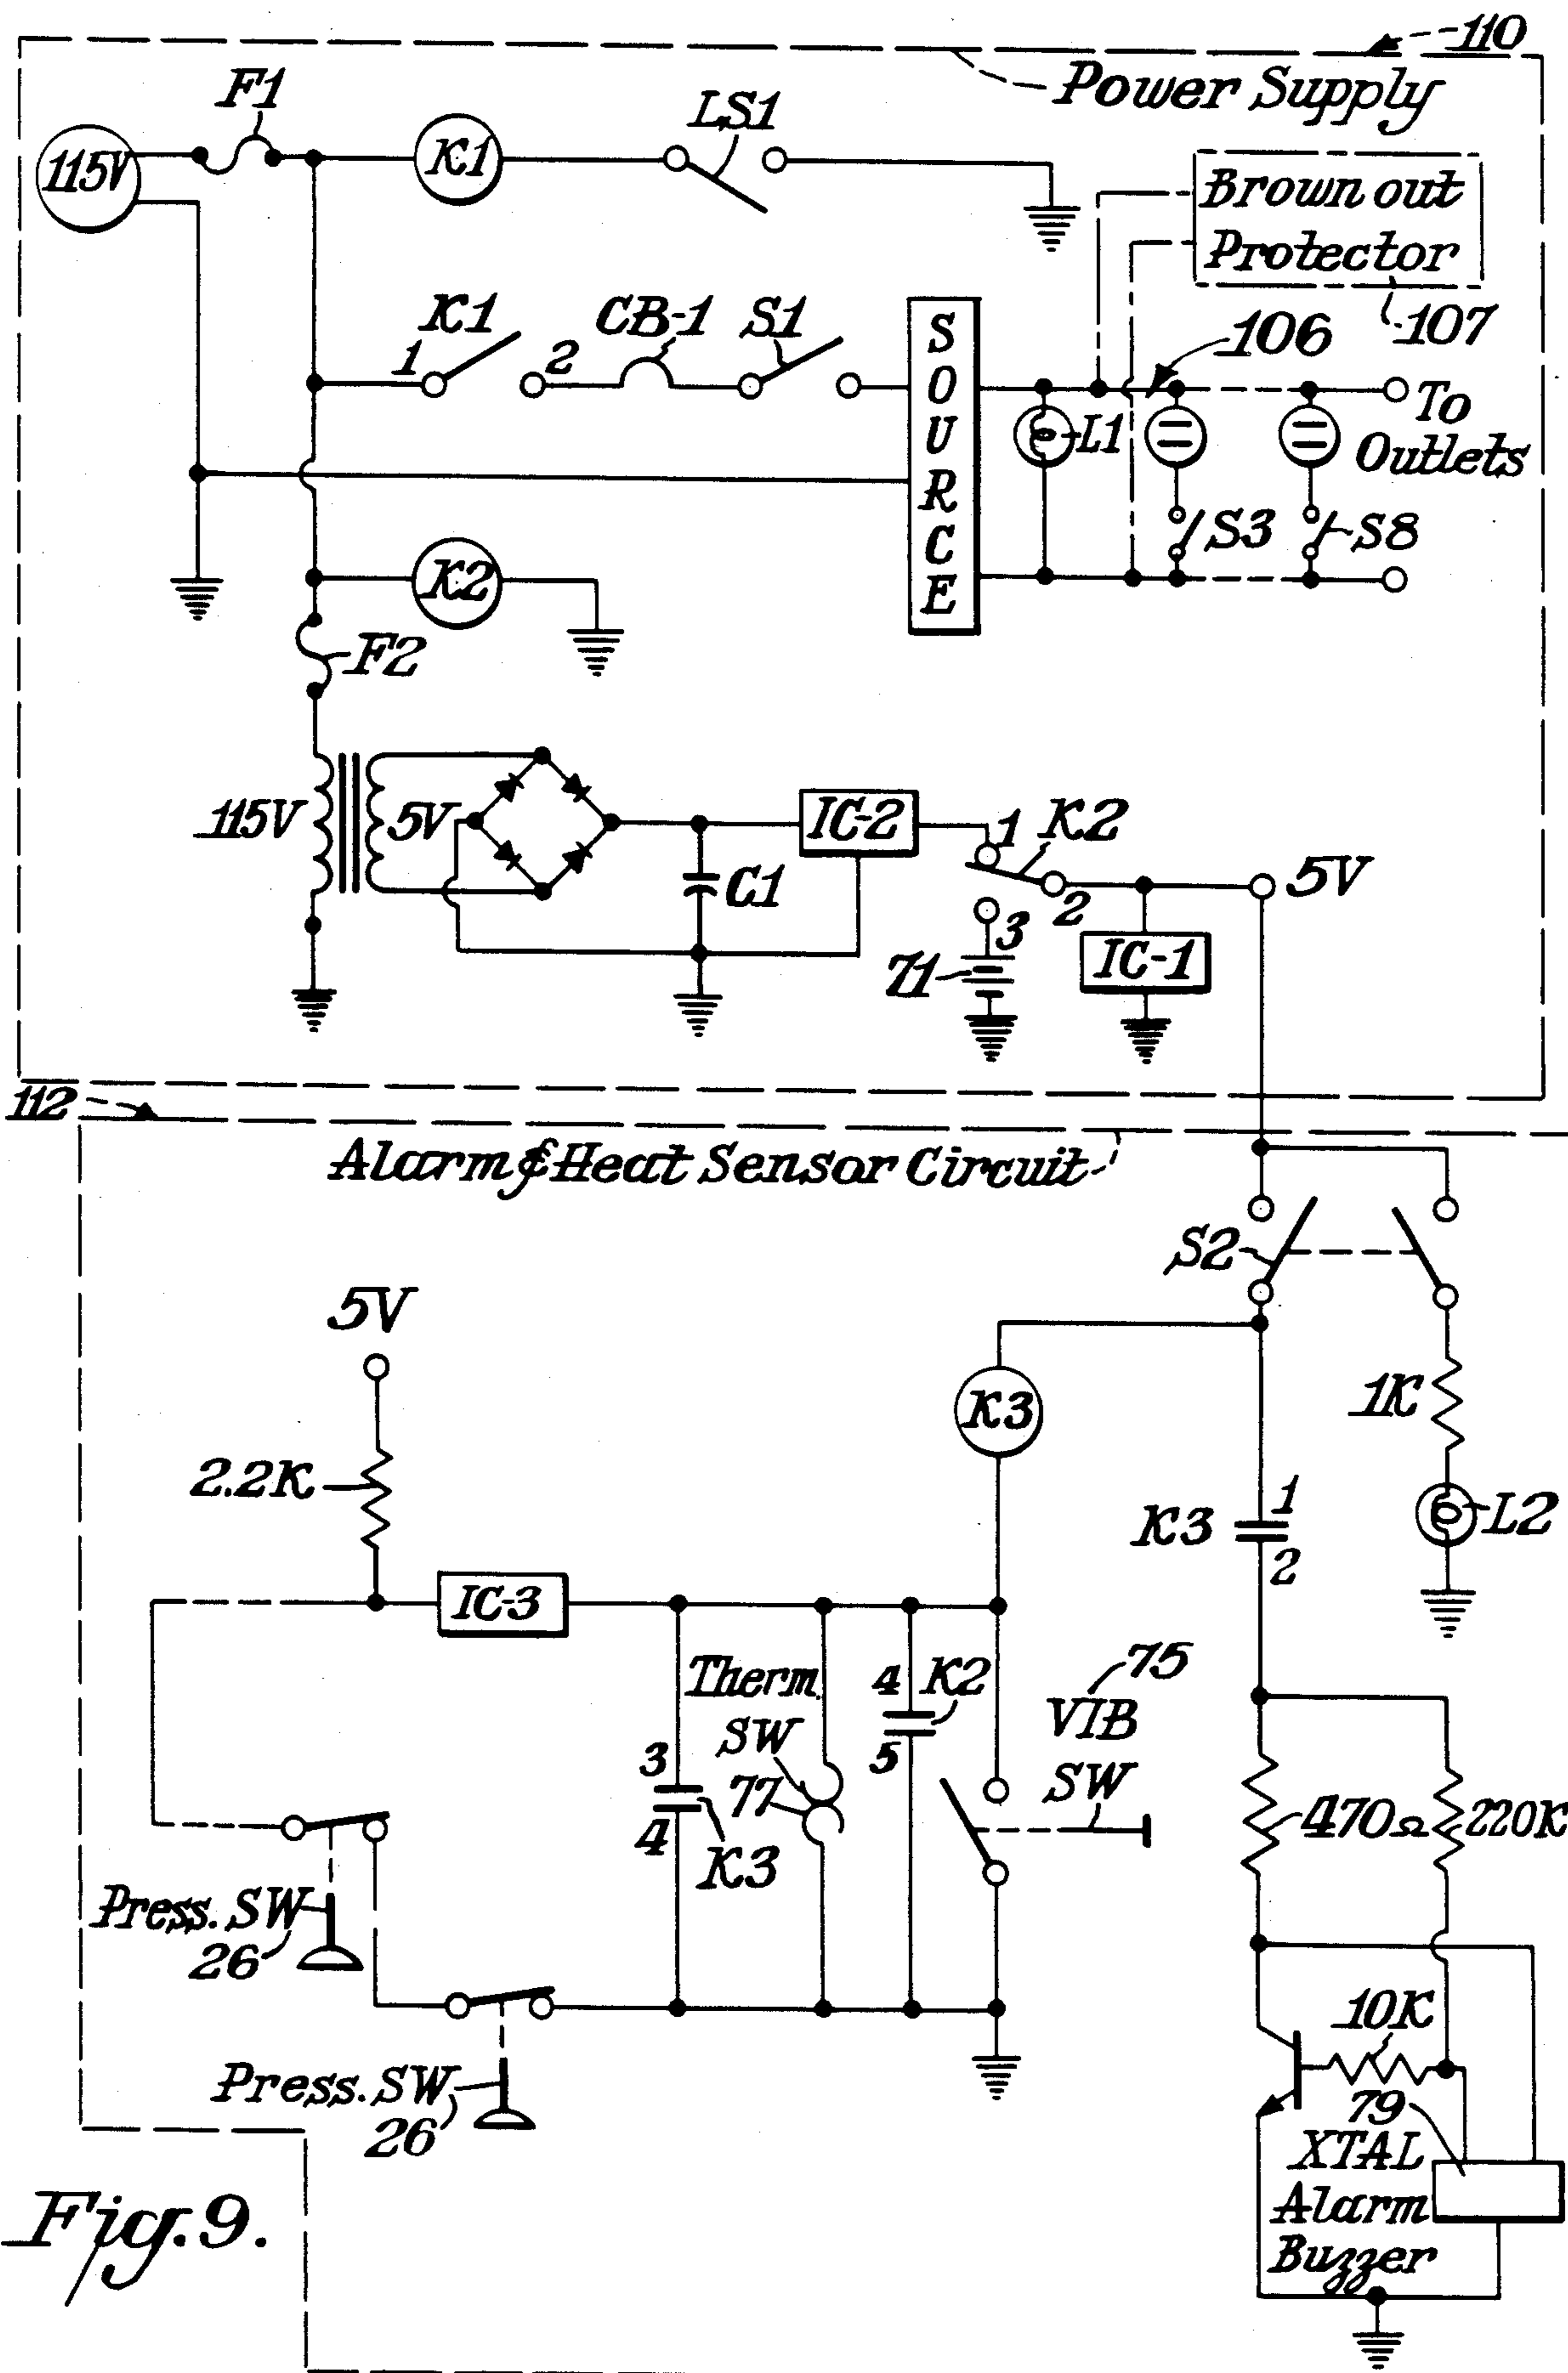 110
Power Supply
F1
LS1
115V
K1
Brown out
Protector
107
K1
1
2
CB-1
S1
106
SOURCE
L1
To
Outlets
S3
S8
K2
F2
115V
5V
C1
IC-2
1
K2
2
3
71
IC-1
5V
112
Alarm & Heat Sensor Circuit
S2
5V
K3
1K
2.2K
K3
1
2
L2
IC-3
Therm.
SW
77
3
4
K3
4
K2
5
75
VIB
SW
470Ω
220K
Press. SW
26
Press. SW
26
10K
79
XTAL
Alarm
Buzzer
Fig. 9.